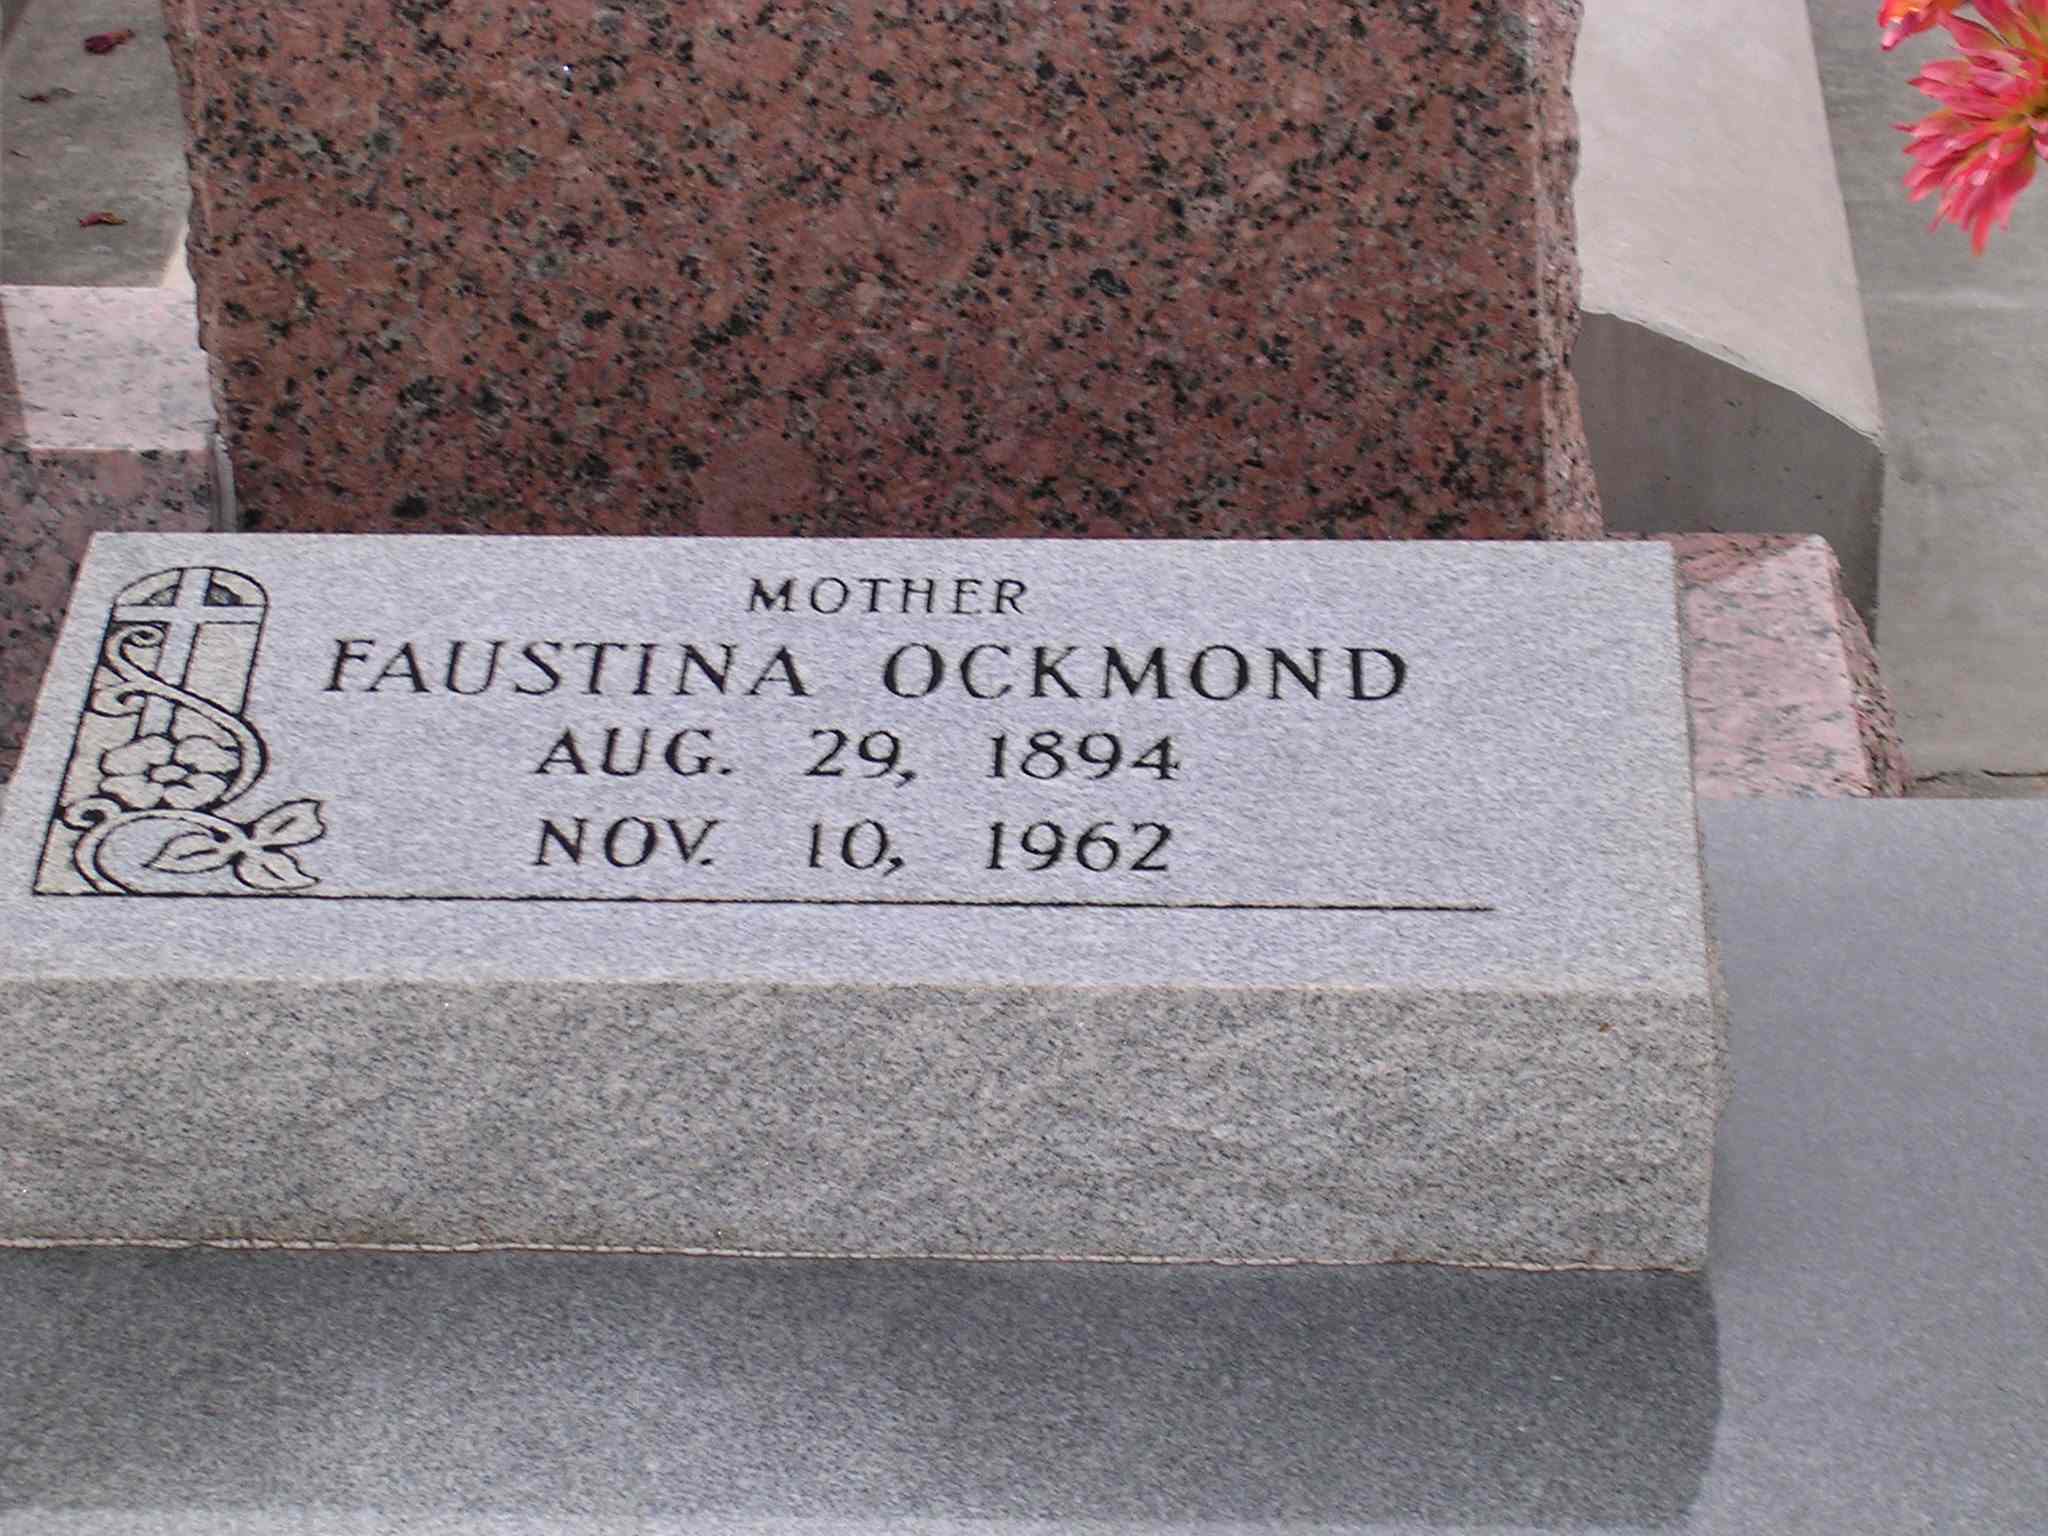 MOTHER
FAUSTINA OCKMOND
AUG. 29, 1894
NOV. 10, 1962